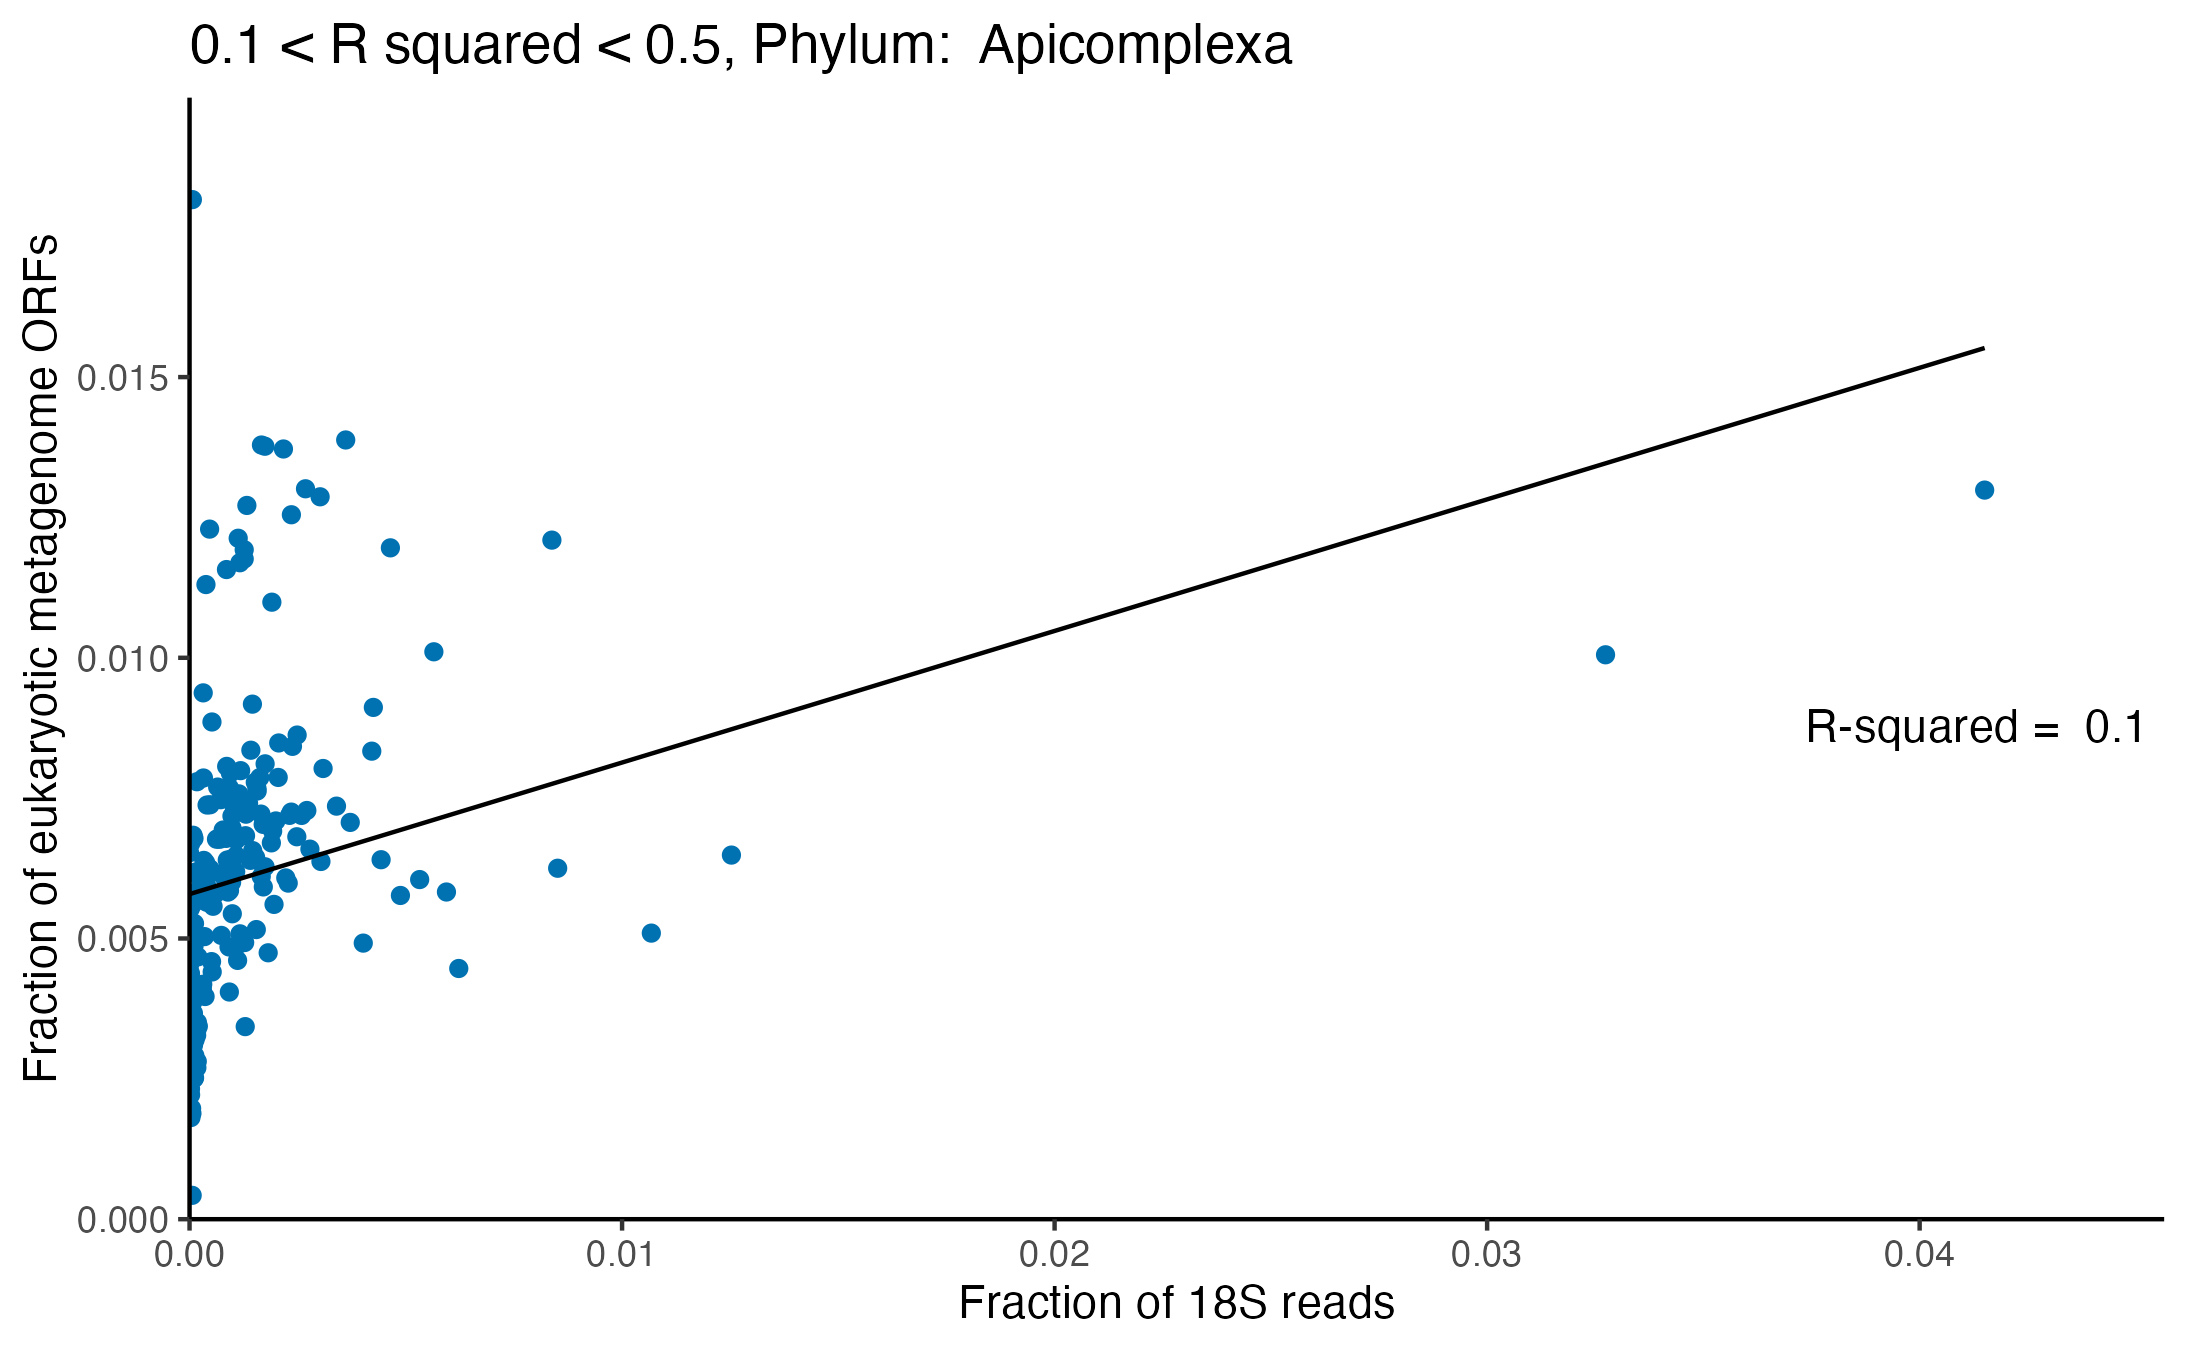 0.1 < R squared < 0.5, Phylum:  Apicomplexa
Fraction of eukaryotic metagenome ORFs
0.015
0.010
0.005
0.000
R-squared =  0.1
0.00 0.01 0.02 0.03 0.04
Fraction of 18S reads